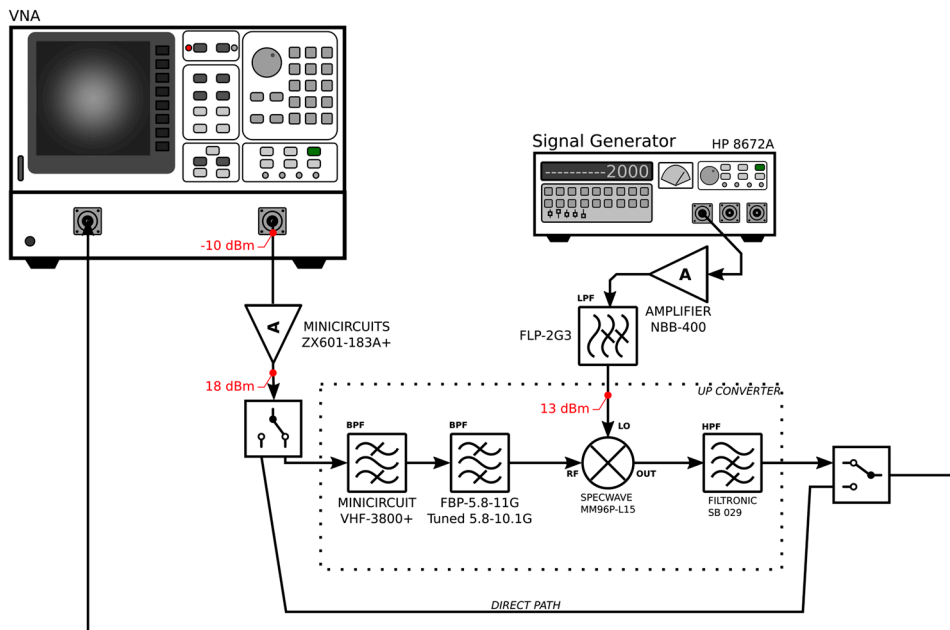 VNA
Signal Generator
HP 8672A
----------2000
-10 dBm
A
AMPLIFIER
NBB-400
LPF
FLP-2G3
A
MINICIRCUITS
ZX601-183A+
18 dBm
13 dBm
UP CONVERTER
BPF
BPF
LO
HPF
RF
OUT
MINICIRCUIT
VHF-3800+
FBP-5.8-11G
Tuned 5.8-10.1G
SPECWAVE
MM96P-L15
FILTRONIC
SB 029
DIRECT PATH